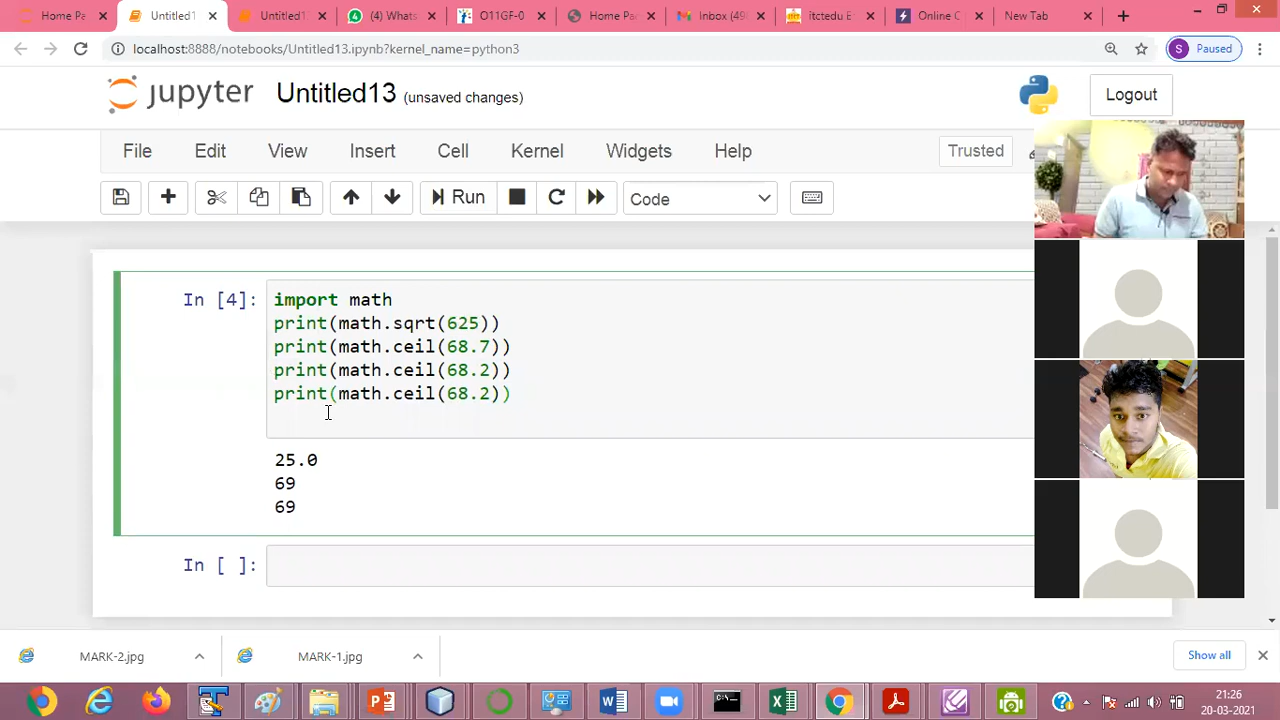 Home P
Untitled1
Untitled1
(4) Whats
O11GF-0
Home Pa
Inbox (49
itctedu E
Online C
New Tab
localhost:8888/notebooks/Untitled13.ipynb?kernel_name=python3
S Paused
jupyter Untitled13 (unsaved changes)
Logout
File Edit View Insert Cell Kernel Widgets Help
Trusted
Run
Code
In [4]:
import math
print(math.sqrt(625))
print(math.ceil(68.7))
print(math.ceil(68.2))
print(math.ceil(68.2))
25.0
69
69
In [ ]:
MARK-2.jpg
MARK-1.jpg
Show all
21:26
20-03-2021